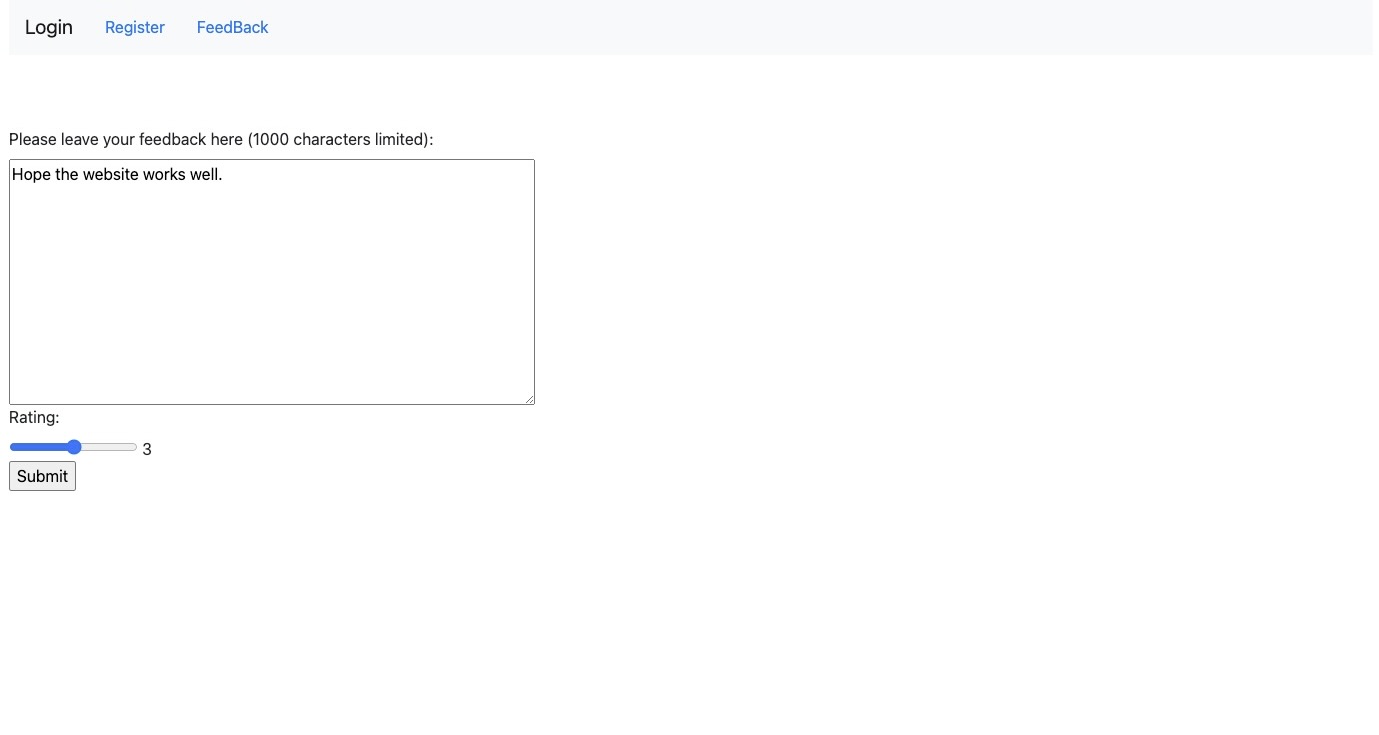 Login Register FeedBack
Please leave your feedback here (1000 characters limited):
Hope the website works well.
Rating:
3
Submit